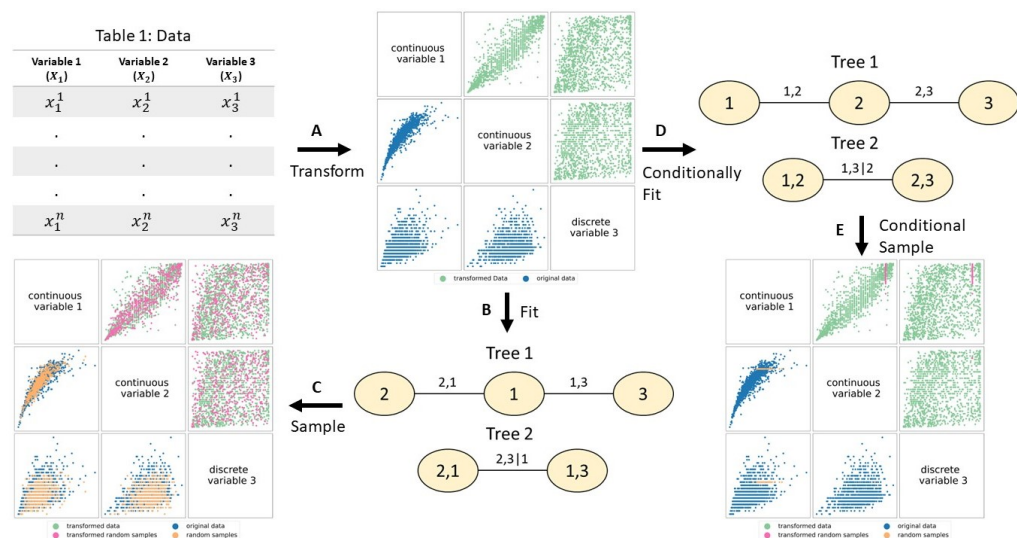 Table 1: Data
Variable 1 Variable 2 Variable 3
(X₁) (X₂) (X₃)
x₁¹ x₂¹ x₃¹
. . .
. . .
. . .
x₁ⁿ x₂ⁿ x₃ⁿ
A
Transform
continuous
variable 1
continuous
variable 2
discrete
variable 3
transformed Data original data
D
Conditionally
Fit
Tree 1
1 1,2 2 2,3 3
Tree 2
1,2 1,3|2 2,3
E Conditional
Sample
B Fit
Tree 1
2 2,1 1 1,3 3
Tree 2
2,1 2,3|1 1,3
C
Sample
continuous
variable 1
continuous
variable 2
discrete
variable 3
transformed data original data
transformed random samples random samples
continuous
variable 1
continuous
variable 2
discrete
variable 3
transformed data original data
transformed random samples random samples